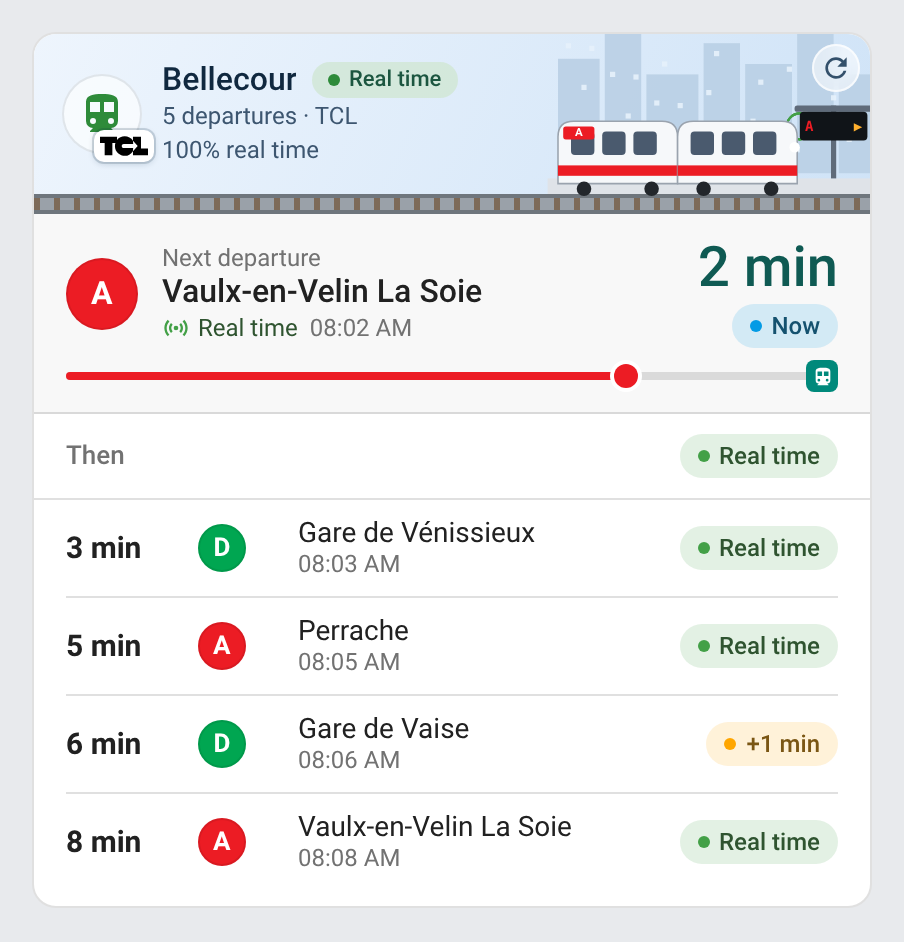 Bellecour
Real time
5 departures · TCL
100% real time
TCL
A
A
A
Next departure
Vaulx-en-Velin La Soie
Real time 08:02 AM
2 min
Now
Then
Real time
3 min
D
Gare de Vénissieux
08:03 AM
Real time
5 min
A
Perrache
08:05 AM
Real time
6 min
D
Gare de Vaise
08:06 AM
+1 min
8 min
A
Vaulx-en-Velin La Soie
08:08 AM
Real time